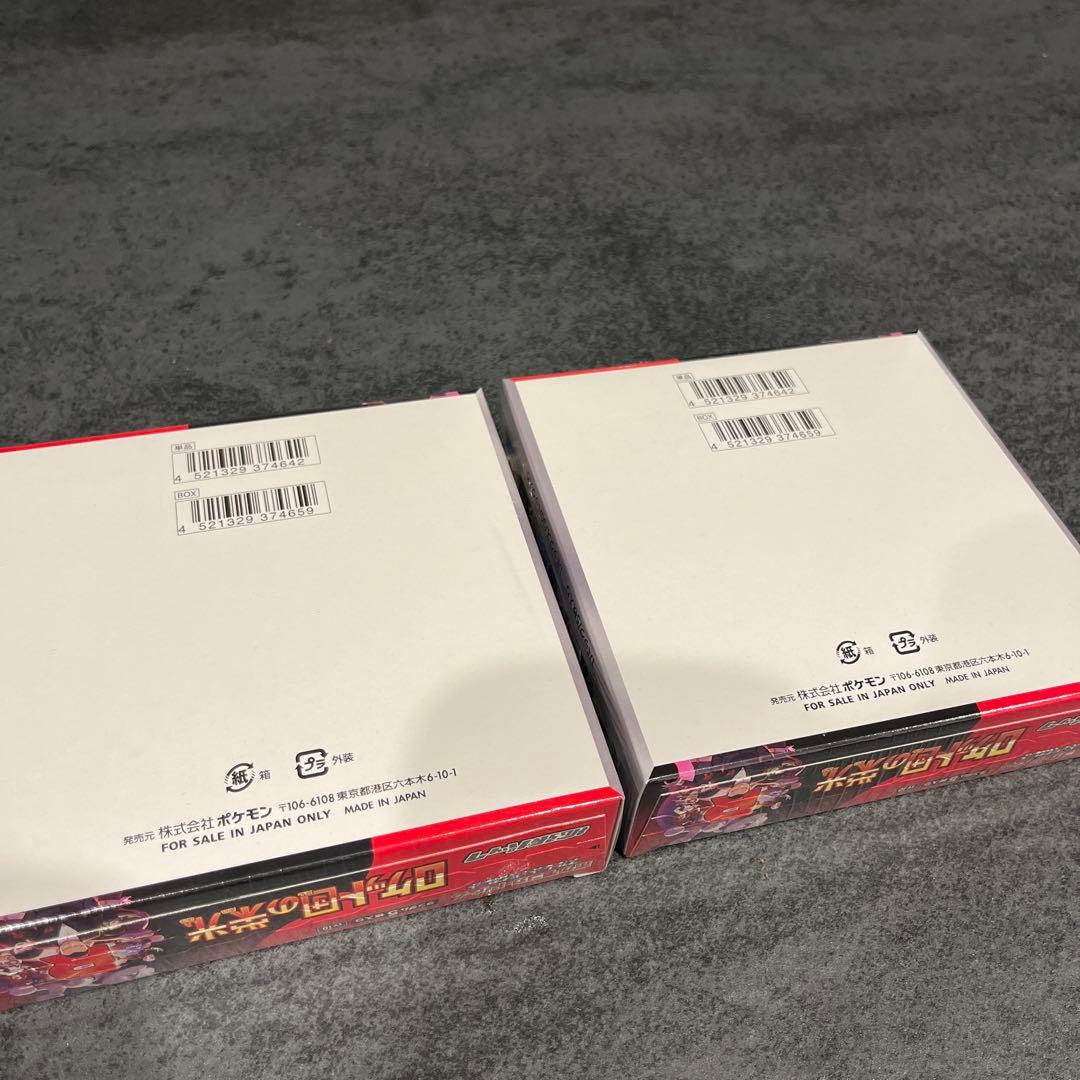 単品
4 521329 374642
BOX
4 521329 374659
紙 箱 プラ 外装
発売元 株式会社ポケモン 〒106-6108 東京都港区六本木6-10-1
FOR SALE IN JAPAN ONLY MADE IN JAPAN
ロケット団の栄光
拡張パック
単品
4 521329 374642
BOX
4 521329 374659
紙 箱 プラ 外装
発売元 株式会社ポケモン 〒106-6108 東京都港区六本木6-10-1
FOR SALE IN JAPAN ONLY MADE IN JAPAN
ロケット団の栄光